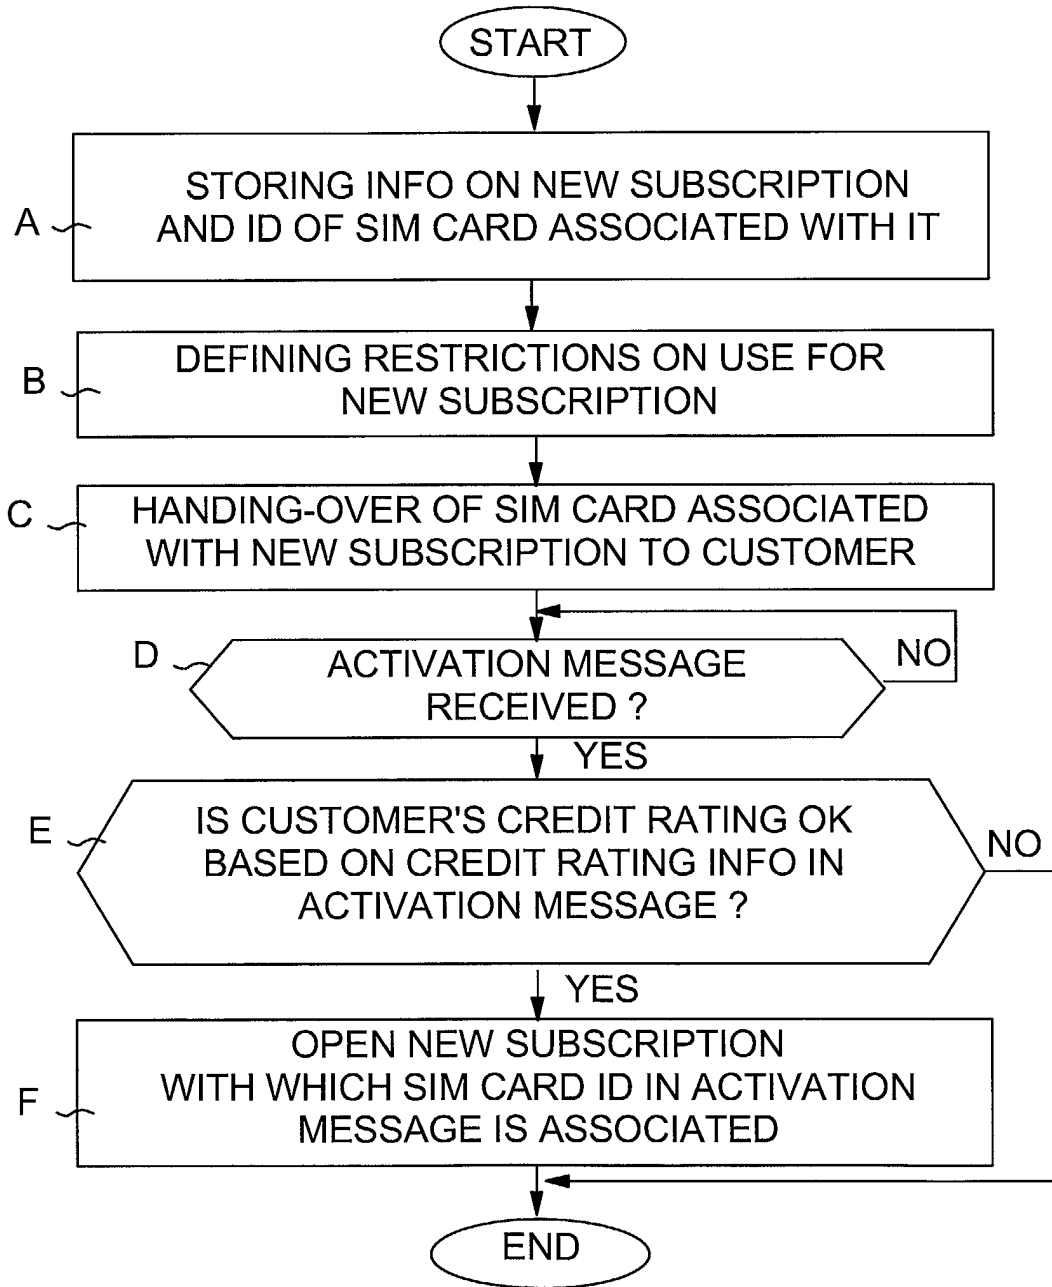 START
A
STORING INFO ON NEW SUBSCRIPTION
AND ID OF SIM CARD ASSOCIATED WITH IT
B
DEFINING RESTRICTIONS ON USE FOR
NEW SUBSCRIPTION
C
HANDING-OVER OF SIM CARD ASSOCIATED
WITH NEW SUBSCRIPTION TO CUSTOMER
D
ACTIVATION MESSAGE
RECEIVED ?
NO
YES
E
IS CUSTOMER'S CREDIT RATING OK
BASED ON CREDIT RATING INFO IN
ACTIVATION MESSAGE ?
NO
YES
F
OPEN NEW SUBSCRIPTION
WITH WHICH SIM CARD ID IN ACTIVATION
MESSAGE IS ASSOCIATED
END